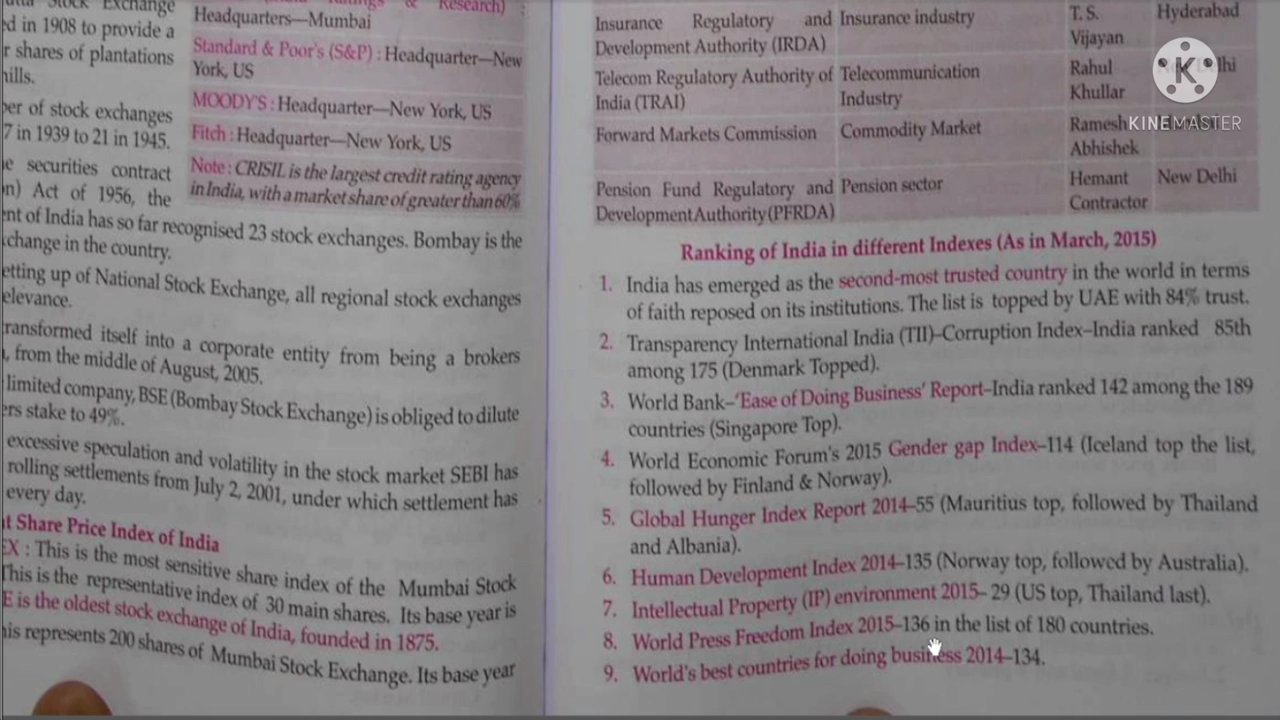 Stock Exchange
ed in 1908 to provide a
r shares of plantations
ills.
er of stock exchanges
7 in 1939 to 21 in 1945.
e securities contract
n) Act of 1956, the
ent of India has so far recognised 23 stock exchanges. Bombay is the
change in the country.
etting up of National Stock Exchange, all regional stock exchanges
elevance.
transformed itself into a corporate entity from being a brokers
, from the middle of August, 2005.
limited company, BSE (Bombay Stock Exchange) is obliged to dilute
ers stake to 49%.
excessive speculation and volatility in the stock market SEBI has
rolling settlements from July 2, 2001, under which settlement has
every day.
t Share Price Index of India
EX : This is the most sensitive share index of the Mumbai Stock
This is the representative index of 30 main shares. Its base year is
E is the oldest stock exchange of India, founded in 1875.
his represents 200 shares of Mumbai Stock Exchange. Its base year
Ratings & Research) :
Headquarters—Mumbai
Standard & Poor's (S&P) : Headquarter—New
York, US
MOODY'S : Headquarter—New York, US
Fitch : Headquarter—New York, US
Note : CRISIL is the largest credit rating agency
in India, with a market share of greater than 60%
Insurance Regulatory and Development Authority (IRDA) Insurance industry T. S. Vijayan Hyderabad
Telecom Regulatory Authority of India (TRAI) Telecommunication Industry Rahul Khullar
Forward Markets Commission Commodity Market Ramesh Abhishek
Pension Fund Regulatory and Development Authority (PFRDA) Pension sector Hemant Contractor New Delhi
K
KINEMASTER
Ranking of India in different Indexes (As in March, 2015)
1. India has emerged as the second-most trusted country in the world in terms
of faith reposed on its institutions. The list is topped by UAE with 84% trust.
2. Transparency International India (TII)–Corruption Index–India ranked 85th
among 175 (Denmark Topped).
3. World Bank–'Ease of Doing Business' Report–India ranked 142 among the 189
countries (Singapore Top).
4. World Economic Forum's 2015 Gender gap Index–114 (Iceland top the list,
followed by Finland & Norway).
5. Global Hunger Index Report 2014–55 (Mauritius top, followed by Thailand
and Albania).
6. Human Development Index 2014–135 (Norway top, followed by Australia).
7. Intellectual Property (IP) environment 2015– 29 (US top, Thailand last).
8. World Press Freedom Index 2015–136 in the list of 180 countries.
9. World's best countries for doing business 2014–134.